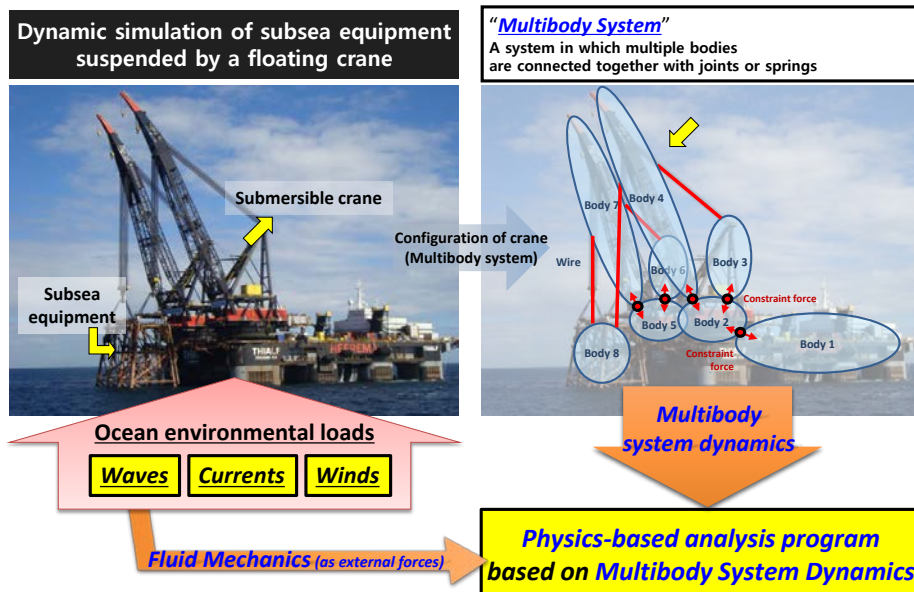 Dynamic simulation of subsea equipment
suspended by a floating crane
“Multibody System”
A system in which multiple bodies
are connected together with joints or springs
Submersible crane
Subsea
equipment
THIALF
HEEREMA
Configuration of crane
(Multibody system)
Body 7
Body 4
Wire
Body 6
Body 3
Constraint force
Body 5
Body 2
Body 1
Body 8
Constraint
force
Ocean environmental loads
Waves
Currents
Winds
Multibody
system dynamics
Fluid Mechanics (as external forces)
Physics-based analysis program
based on Multibody System Dynamics